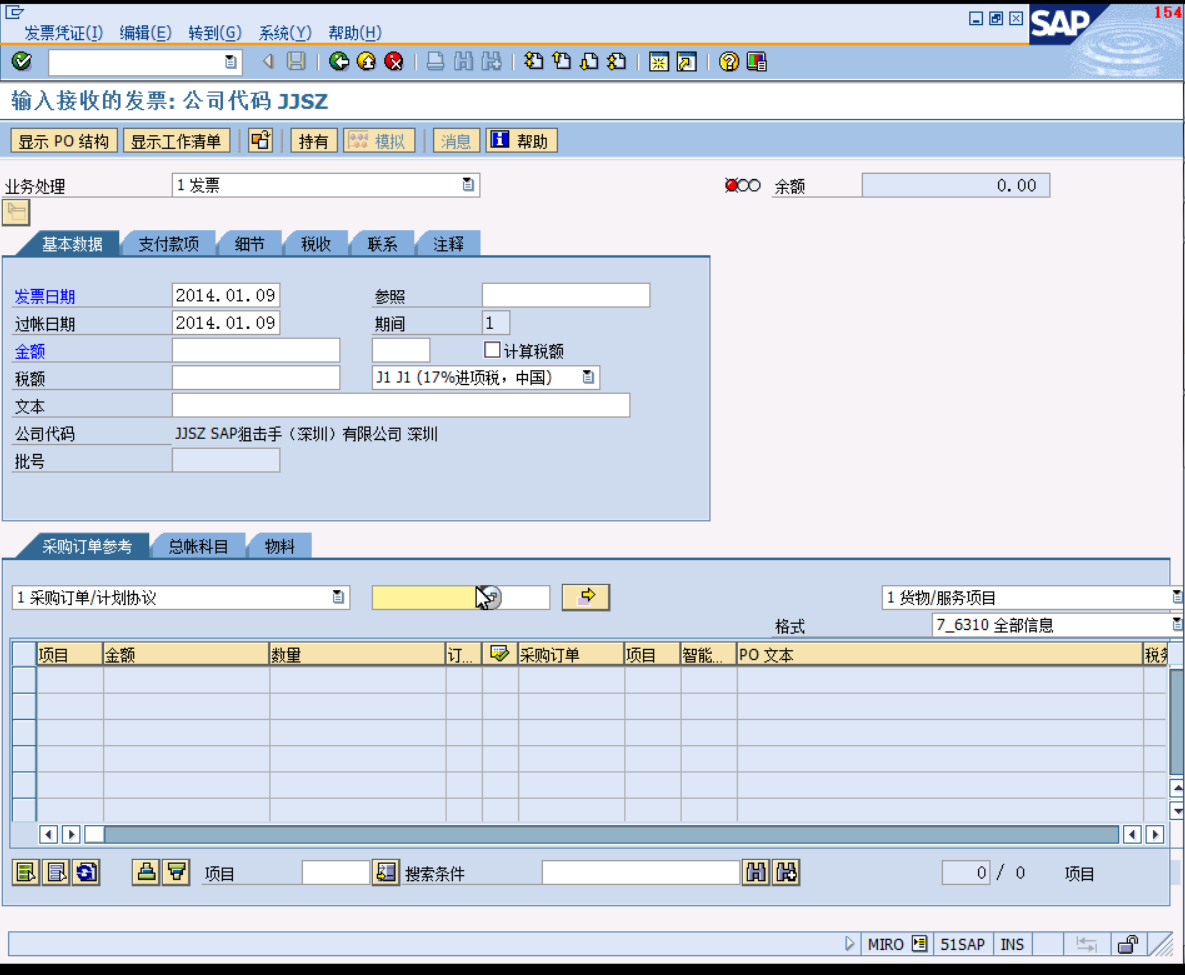 154
发票凭证(I) 编辑(E) 转到(G) 系统(Y) 帮助(H)
SAP
输入接收的发票: 公司代码 JJSZ
显示 PO 结构 显示工作清单 持有 模拟 消息 帮助
业务处理 1 发票 余额 0.00
基本数据 支付款项 细节 税收 联系 注释
发票日期 2014.01.09 参照
过帐日期 2014.01.09 期间 1
金额 计算税额
税额 J1 J1 (17%进项税，中国)
文本
公司代码 JJSZ SAP狙击手（深圳）有限公司 深圳
批号
采购订单参考 总帐科目 物料
1 采购订单/计划协议 1 货物/服务项目
格式 7_6310 全部信息
项目 金额 数量 订... 采购订单 项目 智能... PO 文本 税务
项目 搜索条件 0 / 0 项目
MIRO 51SAP INS